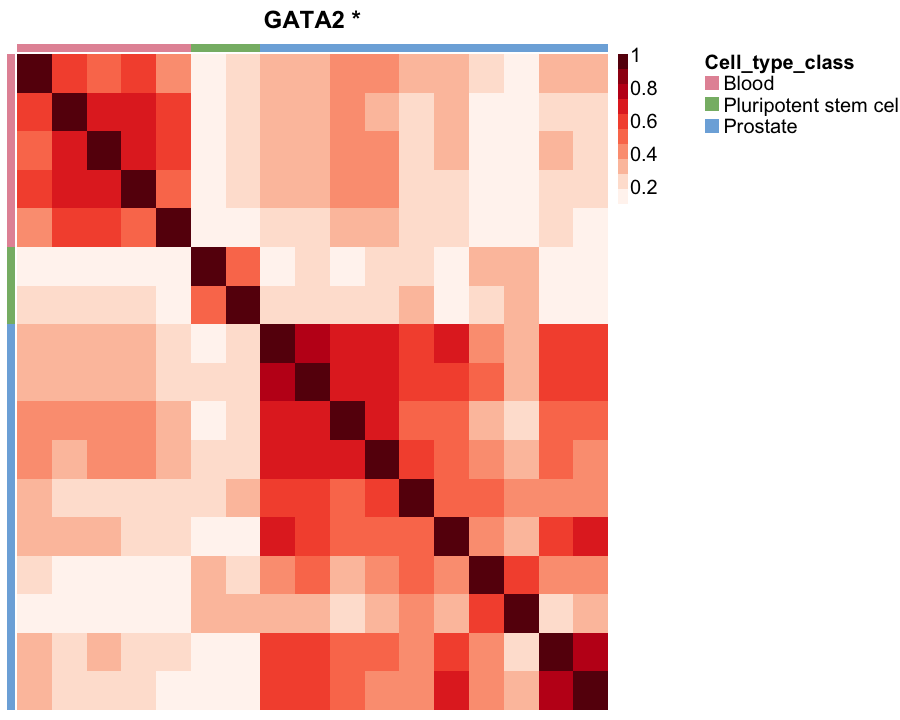 GATA2 *
1
0.8
0.6
0.4
0.2
Cell_type_class
Blood
Pluripotent stem cel
Prostate